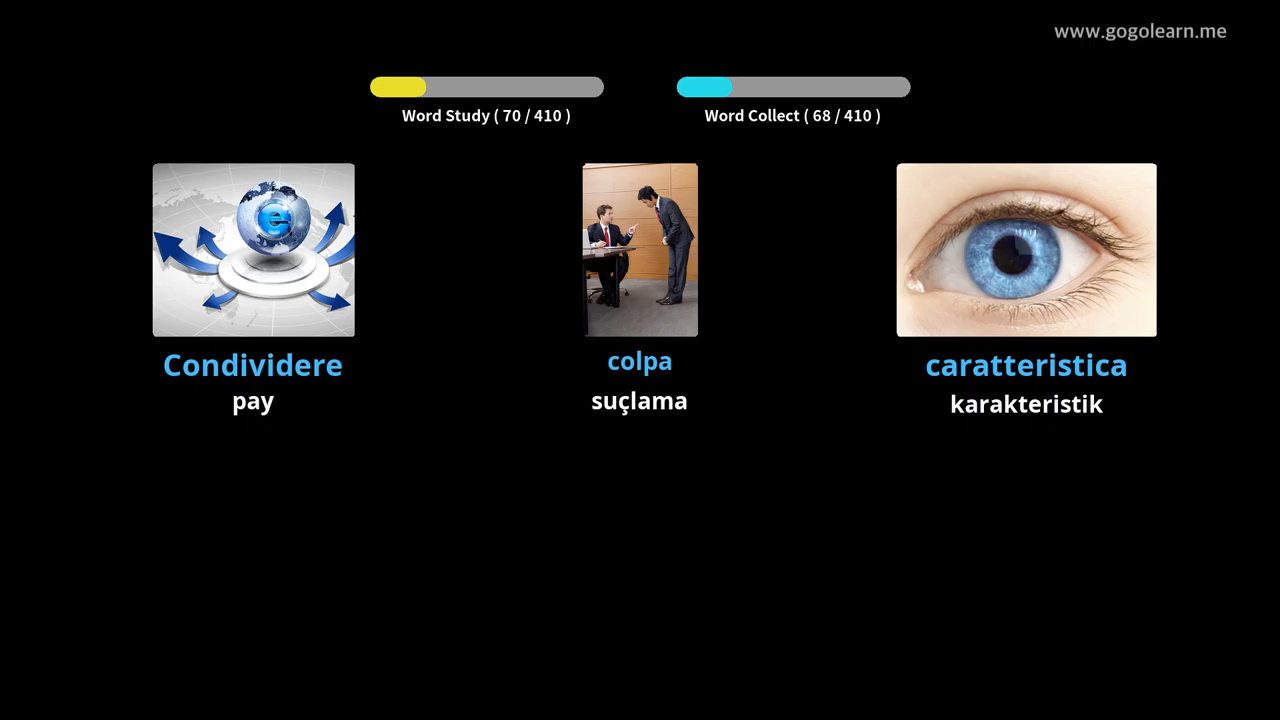 www.gogolearn.me
Word Study ( 70 / 410 )
Word Collect ( 68 / 410 )
e
Condividere
colpa
caratteristica
pay
suçlama
karakteristik